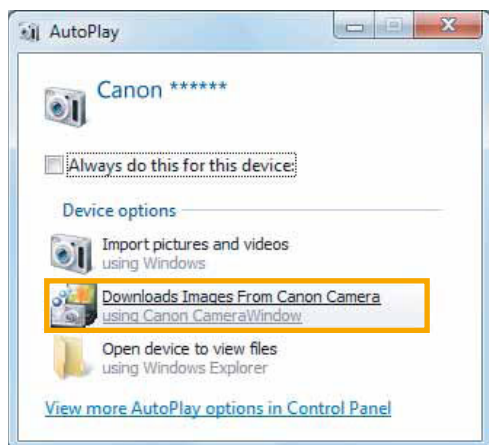 AutoPlay
Canon ******
Always do this for this device:
Device options
Import pictures and videos
using Windows
Downloads Images From Canon Camera
using Canon CameraWindow
Open device to view files
using Windows Explorer
View more AutoPlay options in Control Panel